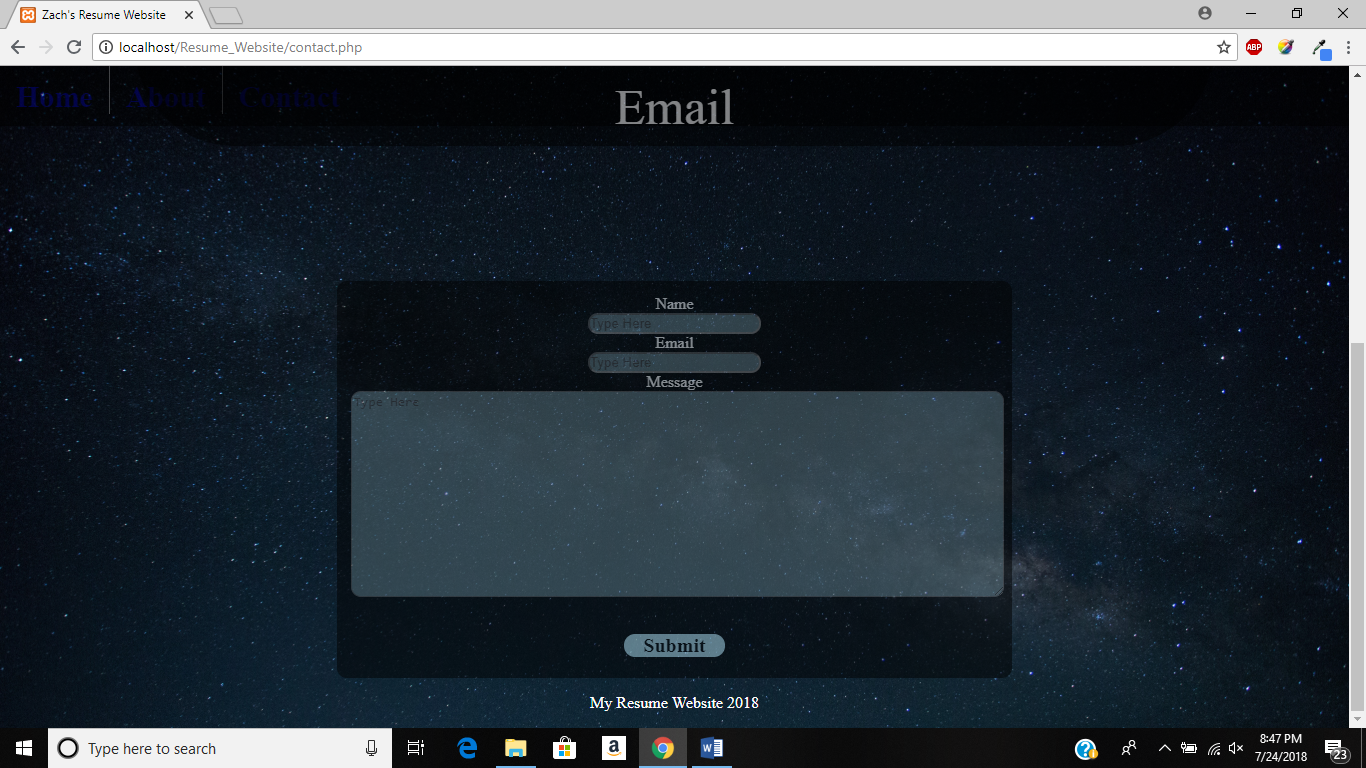 Zach's Resume Website
localhost/Resume_Website/contact.php
ABP
Home About Contact
Email
Name
Type Here
Email
Type Here
Message
Type Here
Submit
My Resume Website 2018
Type here to search
8:47 PM
7/24/2018
23